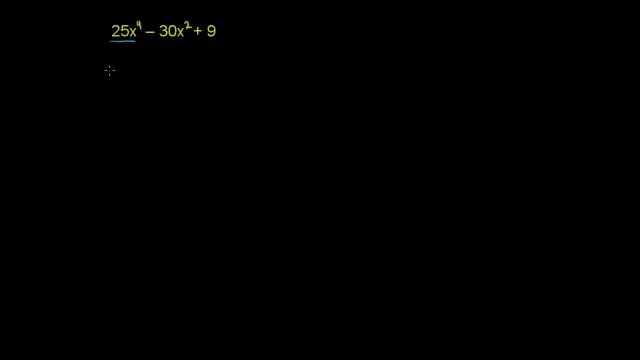 25x⁴ – 30x² + 9